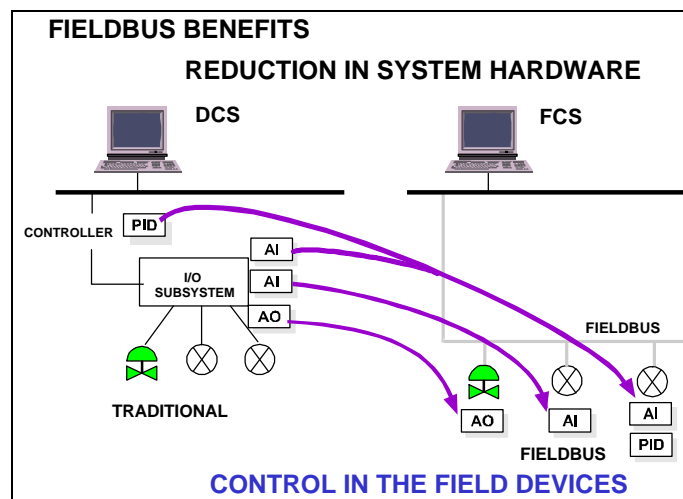 FIELDBUS BENEFITS
REDUCTION IN SYSTEM HARDWARE
DCS
FCS
CONTROLLER
PID
AI
I/O
SUBSYSTEM
AI
AO
FIELDBUS
TRADITIONAL
AO
AI
AI
PID
FIELDBUS
CONTROL IN THE FIELD DEVICES